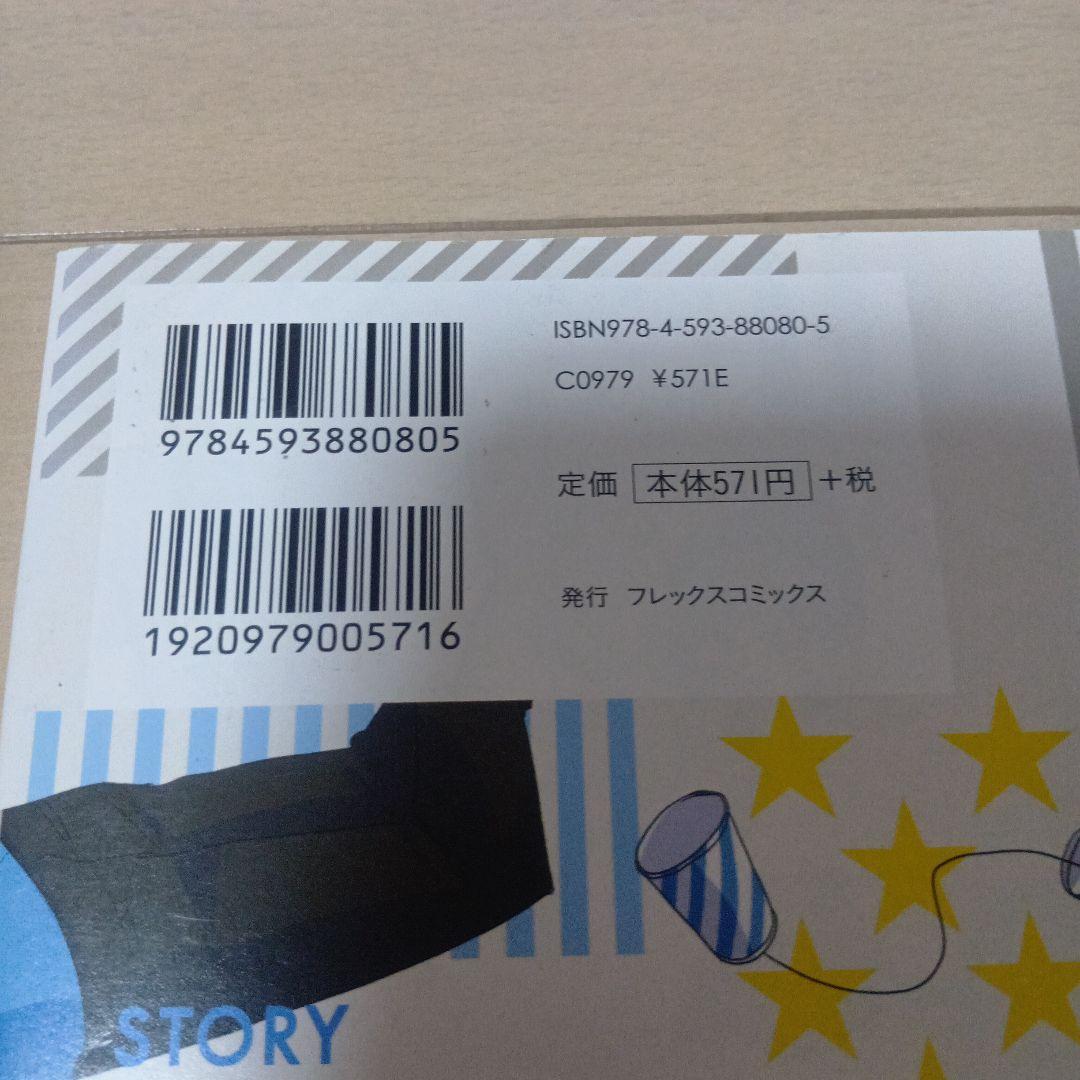 ISBN978-4-593-88080-5
C0979 ¥571E
9784593880805
定価 本体571円+税
1920979005716
発行 フレックスコミックス
STORY